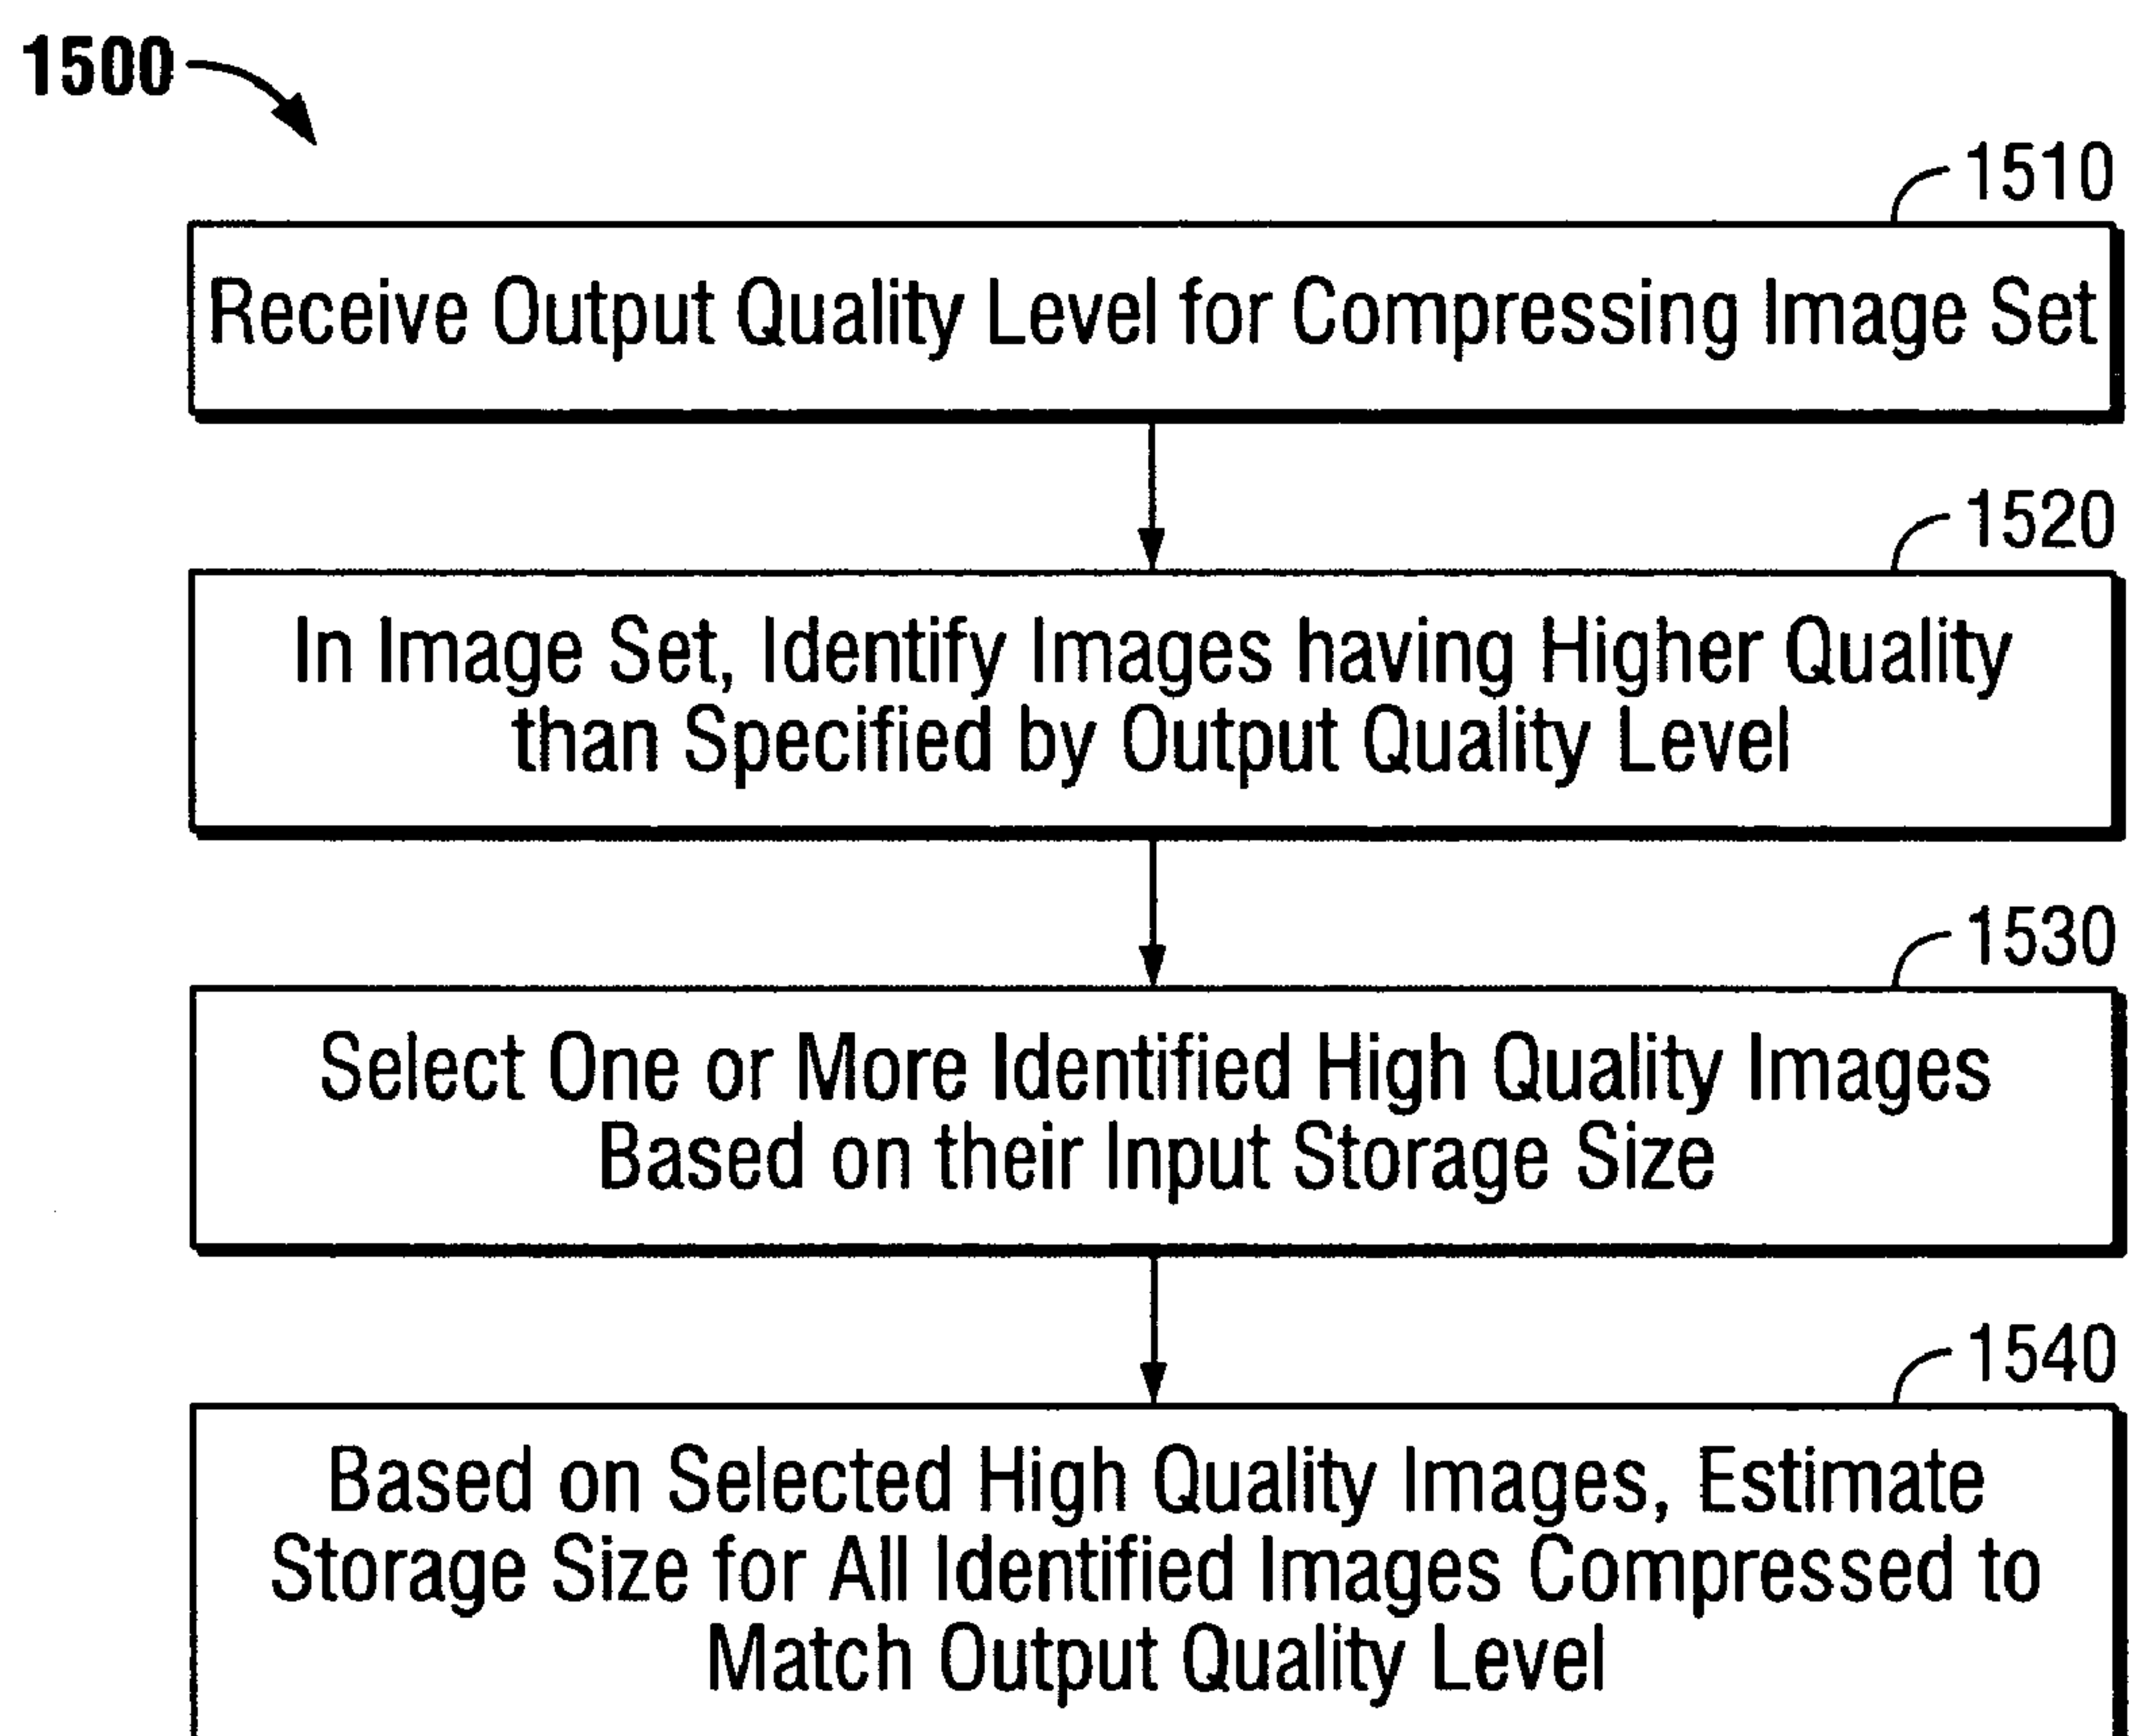 1500
1510
Receive Output Quality Level for Compressing Image Set
1520
In Image Set, Identify Images having Higher Quality
than Specified by Output Quality Level
1530
Select One or More Identified High Quality Images
Based on their Input Storage Size
1540
Based on Selected High Quality Images, Estimate
Storage Size for All Identified Images Compressed to
Match Output Quality Level